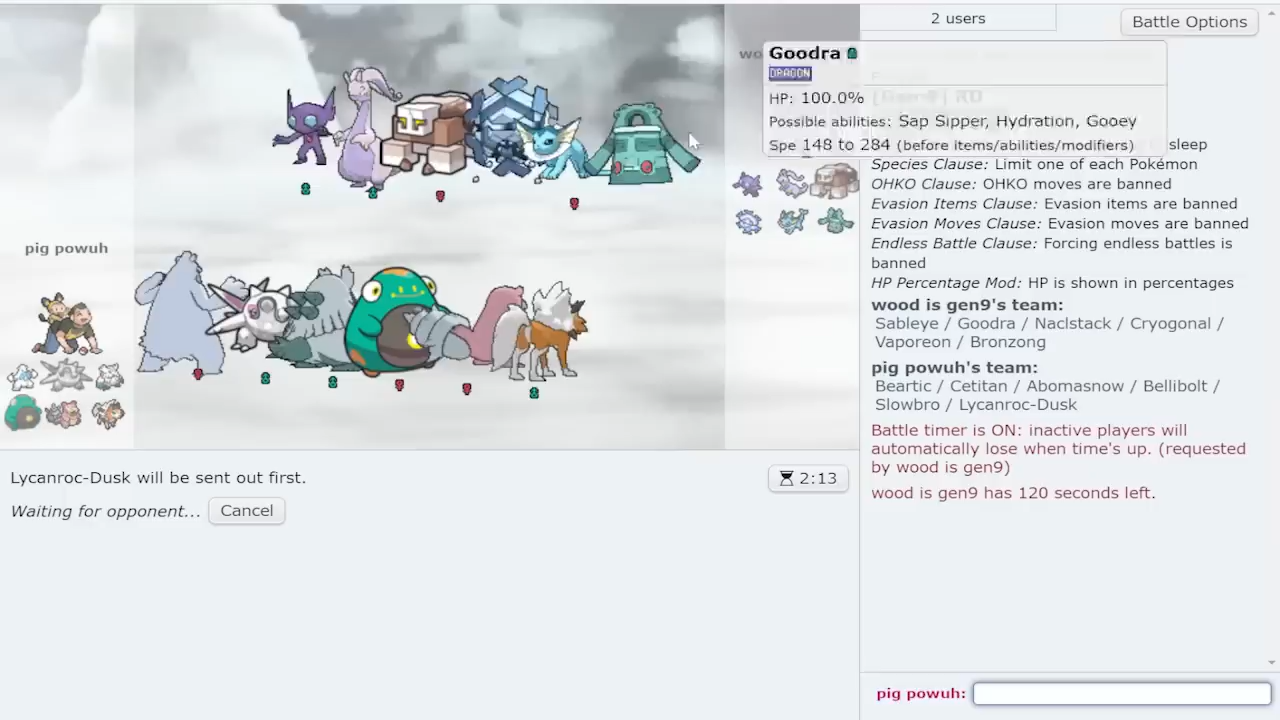 2 users
Battle Options
Goodra
DRAGON
HP: 100.0%
Possible abilities: Sap Sipper, Hydration, Gooey
Spe 148 to 284 (before items/abilities/modifiers)
sleep
Species Clause: Limit one of each Pokémon
OHKO Clause: OHKO moves are banned
Evasion Items Clause: Evasion items are banned
Evasion Moves Clause: Evasion moves are banned
Endless Battle Clause: Forcing endless battles is
banned
HP Percentage Mod: HP is shown in percentages
wood is gen9's team:
Sableye / Goodra / Naclstack / Cryogonal /
Vaporeon / Bronzong
pig powuh's team:
Beartic / Cetitan / Abomasnow / Bellibolt /
Slowbro / Lycanroc-Dusk
Battle timer is ON: inactive players will
automatically lose when time's up. (requested
by wood is gen9)
wood is gen9 has 120 seconds left.
pig powuh
Lycanroc-Dusk will be sent out first.
2:13
Waiting for opponent...
Cancel
pig powuh: